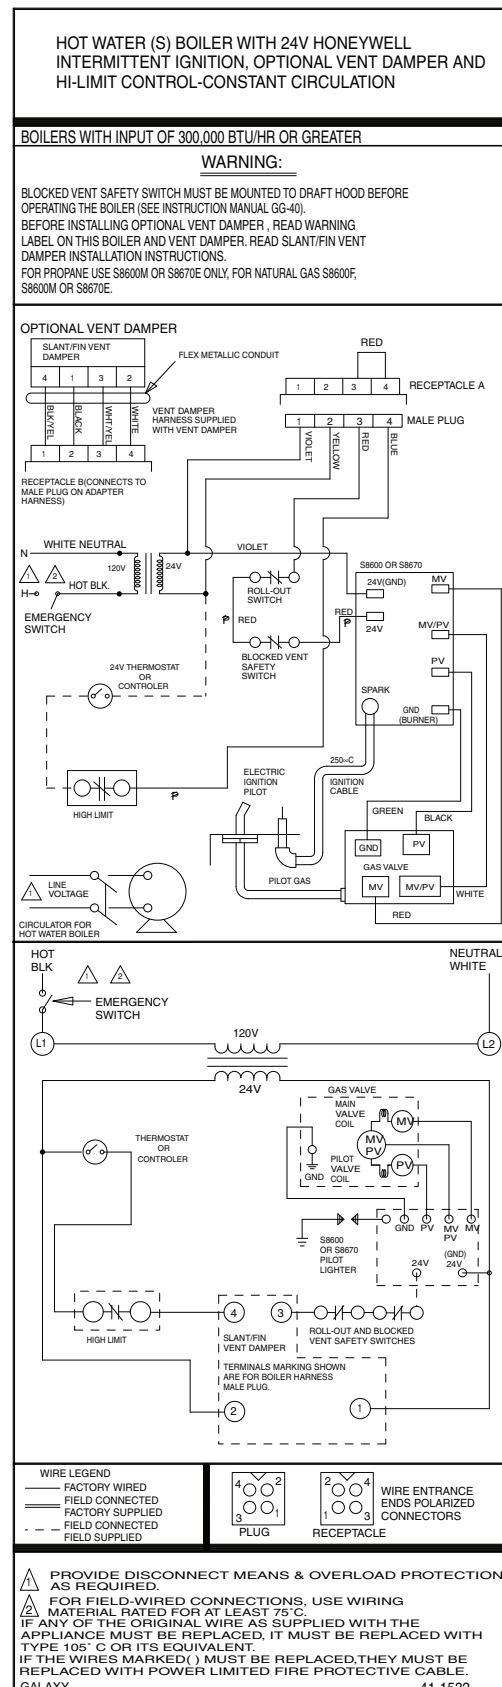 HOT WATER (S) BOILER WITH 24V HONEYWELL
INTERMITTENT IGNITION, OPTIONAL VENT DAMPER AND
HI-LIMIT CONTROL-CONSTANT CIRCULATION
BOILERS WITH INPUT OF 300,000 BTU/HR OR GREATER
WARNING:
BLOCKED VENT SAFETY SWITCH MUST BE MOUNTED TO DRAFT HOOD BEFORE
OPERATING THE BOILER (SEE INSTRUCTION MANUAL GG-40).
BEFORE INSTALLING OPTIONAL VENT DAMPER , READ WARNING
LABEL ON THIS BOILER AND VENT DAMPER. READ SLANT/FIN VENT
DAMPER INSTALLATION INSTRUCTIONS.
FOR PROPANE USE S8600M OR S8670E ONLY, FOR NATURAL GAS S8600F,
S8600M OR S8670E.
OPTIONAL VENT DAMPER
SLANT/FIN VENT
DAMPER
4 1 3 2
FLEX METALLIC CONDUIT
BLK/YEL
BLACK
WHT/YEL
WHITE
VENT DAMPER
HARNESS SUPPLIED
WITH VENT DAMPER
1 2 3 4
RECEPTACLE B(CONNECTS TO
MALE PLUG ON ADAPTER
HARNESS)
RED
1 2 3 4
RECEPTACLE A
1 2 3 4
MALE PLUG
VIOLET
YELLOW
RED
BLUE
N
WHITE NEUTRAL
120V
24V
VIOLET
1 2
H
HOT BLK.
EMERGENCY
SWITCH
ROLL-OUT
SWITCH
RED
RED
BLOCKED VENT
SAFETY
SWITCH
S8600 OR S8670
24V(GND)
MV
24V
MV/PV
PV
SPARK
GND
(BURNER)
24V THERMOSTAT
OR
CONTROLER
HIGH LIMIT
250∞C
IGNITION
CABLE
ELECTRIC
IGNITION
PILOT
GREEN
BLACK
GND
PV
GAS VALVE
PILOT GAS
MV
MV/PV
WHITE
RED
1
LINE
VOLTAGE
CIRCULATOR FOR
HOT WATER BOILER
HOT
BLK
NEUTRAL
WHITE
1 2
EMERGENCY
SWITCH
L1
L2
120V
24V
GAS VALVE
MAIN
VALVE
COIL
MV
MV
PV
PILOT
VALVE
COIL
PV
GND
THERMOSTAT
OR
CONTROLER
GND PV MV
PV MV
S8600
OR S8670
PILOT
LIGHTER
24V
(GND)
24V
HIGH LIMIT
4
3
SLANT/FIN
VENT DAMPER
ROLL-OUT AND BLOCKED
VENT SAFETY SWITCHES
TERMINALS MARKING SHOWN
ARE FOR BOILER HARNESS
MALE PLUG.
2
1
WIRE LEGEND
FACTORY WIRED
FIELD CONNECTED
FACTORY SUPPLIED
FIELD CONNECTED
FIELD SUPPLIED
4 2
3 1
PLUG
2 4
1 3
RECEPTACLE
WIRE ENTRANCE
ENDS POLARIZED
CONNECTORS
1 PROVIDE DISCONNECT MEANS & OVERLOAD PROTECTION
AS REQUIRED.
2 FOR FIELD-WIRED CONNECTIONS, USE WIRING
MATERIAL RATED FOR AT LEAST 75°C.
IF ANY OF THE ORIGINAL WIRE AS SUPPLIED WITH THE
APPLIANCE MUST BE REPLACED, IT MUST BE REPLACED WITH
TYPE 105° C OR ITS EQUIVALENT.
IF THE WIRES MARKED( ) MUST BE REPLACED,THEY MUST BE
REPLACED WITH POWER LIMITED FIRE PROTECTIVE CABLE.
GALAXY